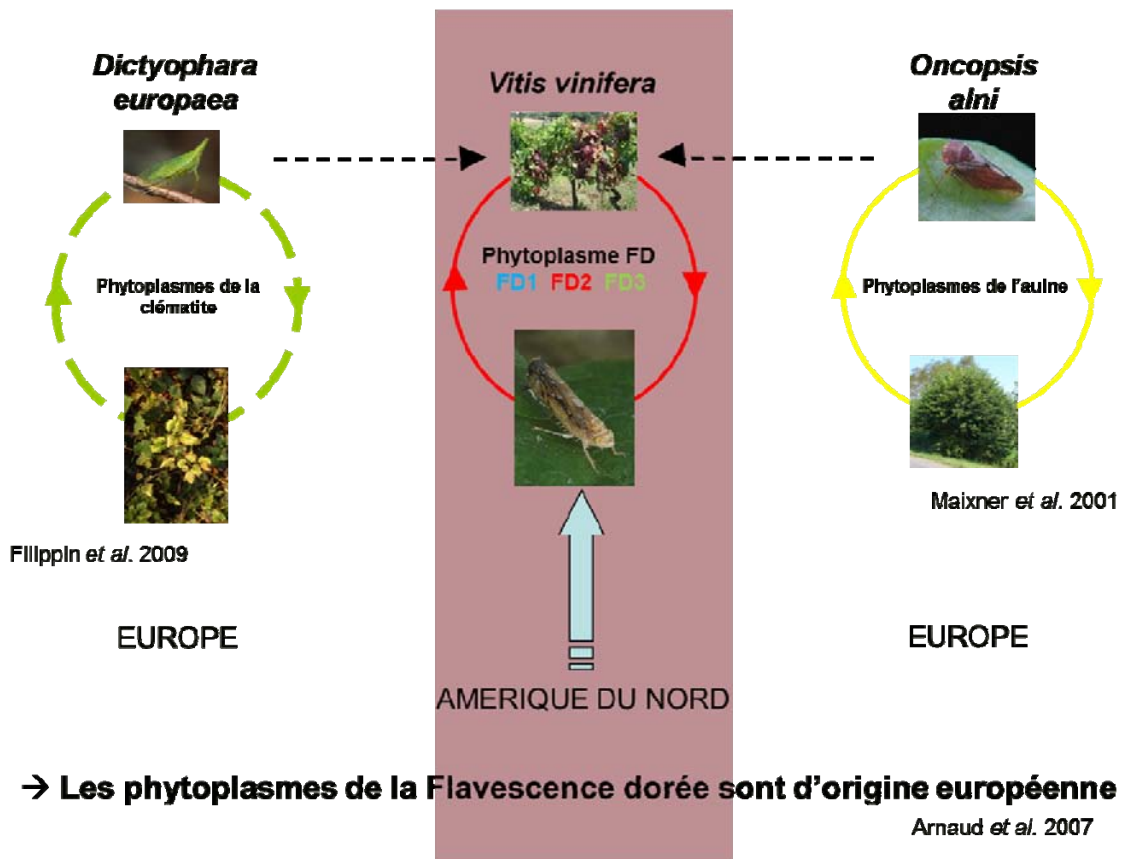 Dictyophara
europaea
Vitis vinifera
Oncopsis
alni
Phytoplasmes de la
clématite
Phytoplasme FD
FD1 FD2 FD3
Phytoplasmes de l'aulne
Filippin et al. 2009
Maixner et al. 2001
EUROPE
EUROPE
AMERIQUE DU NORD
→ Les phytoplasmes de la Flavescence dorée sont d'origine européenne
Arnaud et al. 2007